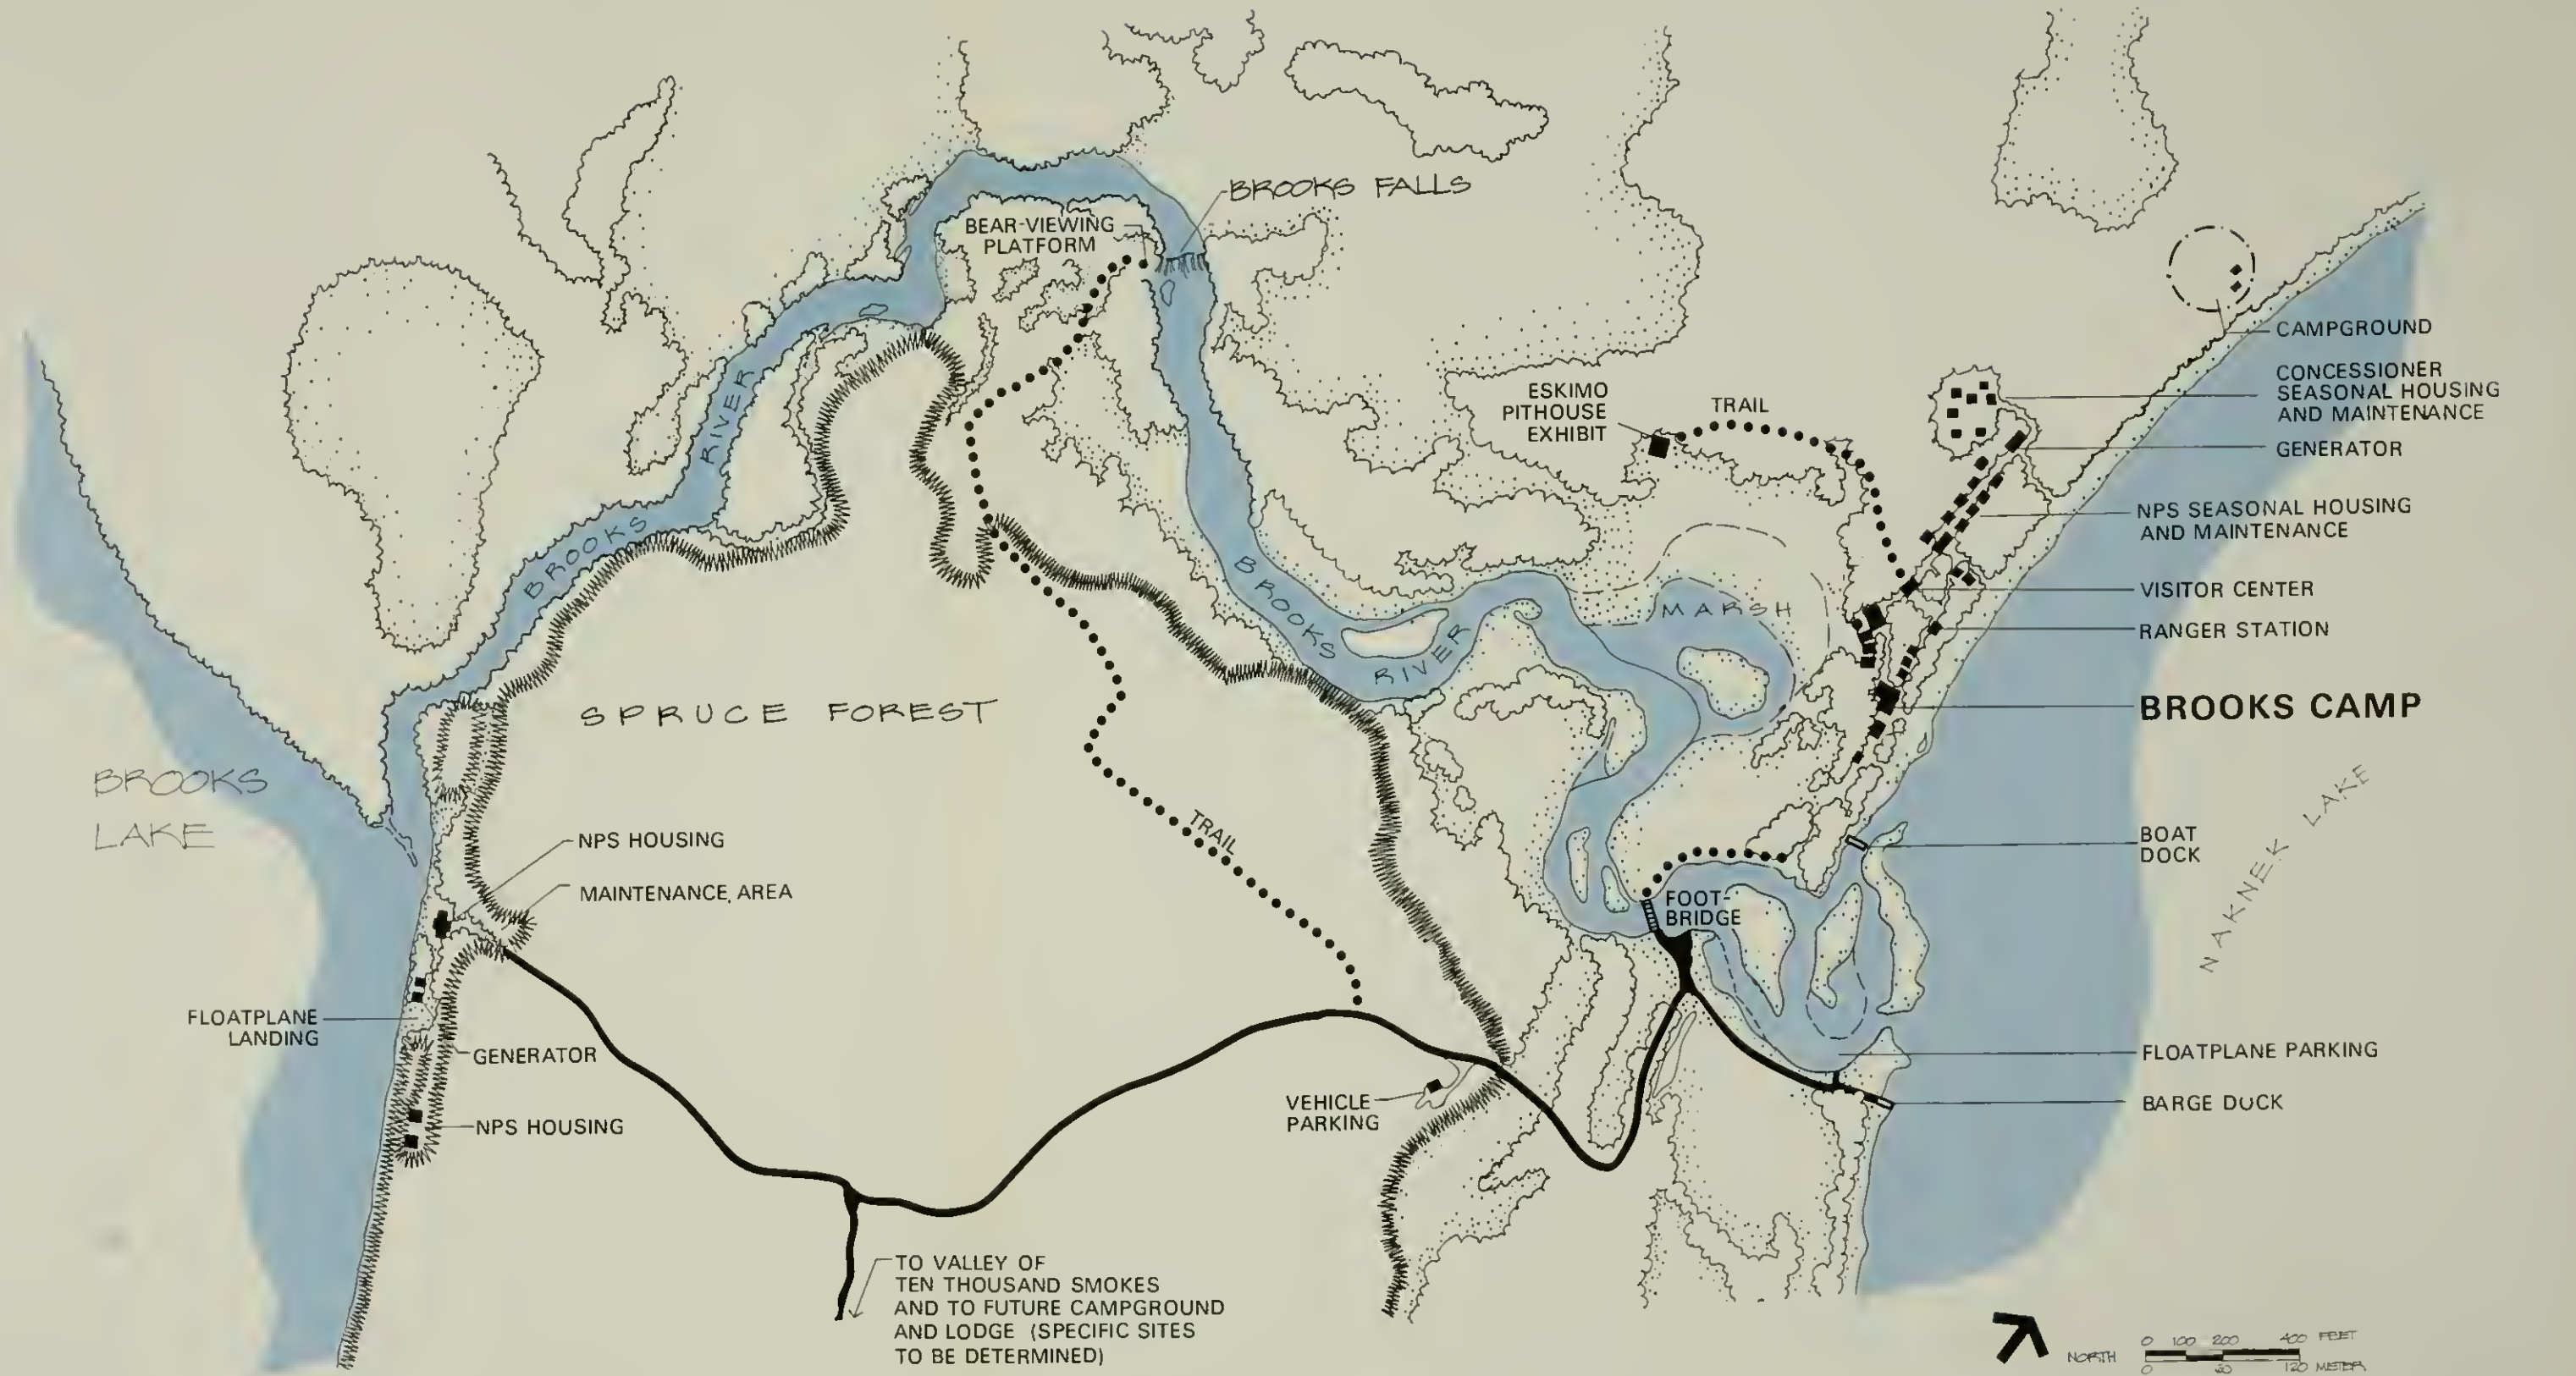 BROOKS FALLS
BEAR-VIEWING
PLATFORM
CAMPGROUND
CONCESSIONER
SEASONAL HOUSING
AND MAINTENANCE
ESKIMO
PITHOUSE
EXHIBIT
TRAIL
GENERATOR
RIVER
NPS SEASONAL HOUSING
AND MAINTENANCE
BROOKS
BROOKS
RIVER
MARSH
VISITOR CENTER
RANGER STATION
SPRUCE FOREST
BROOKS CAMP
BROOKS
LAKE
NAKNEK LAKE
NPS HOUSING
TRAIL
BOAT
DOCK
MAINTENANCE AREA
FOOT-
BRIDGE
FLOATPLANE
LANDING
GENERATOR
FLOATPLANE PARKING
VEHICLE
PARKING
BARGE DUCK
NPS HOUSING
TO VALLEY OF
TEN THOUSAND SMOKES
AND TO FUTURE CAMPGROUND
AND LODGE (SPECIFIC SITES
TO BE DETERMINED)
NORTH
0 100 200 400 FEET
0 50 120 METER